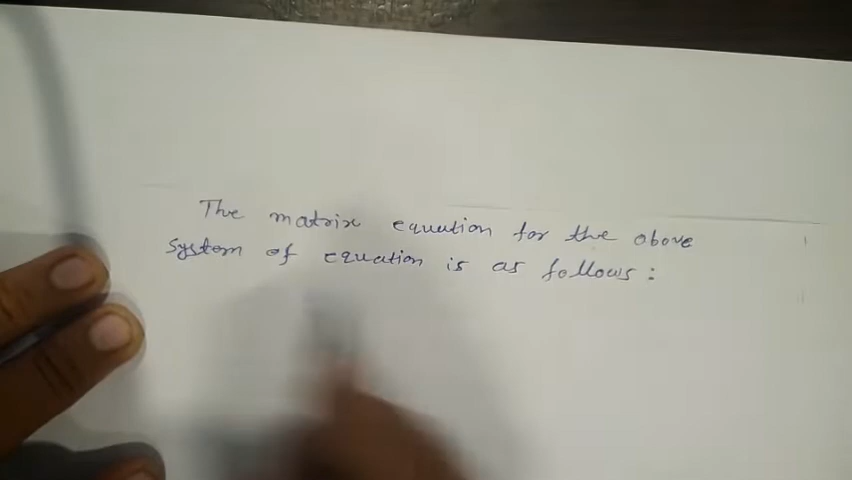 The matrix equation for the above
system of equation is as follows: